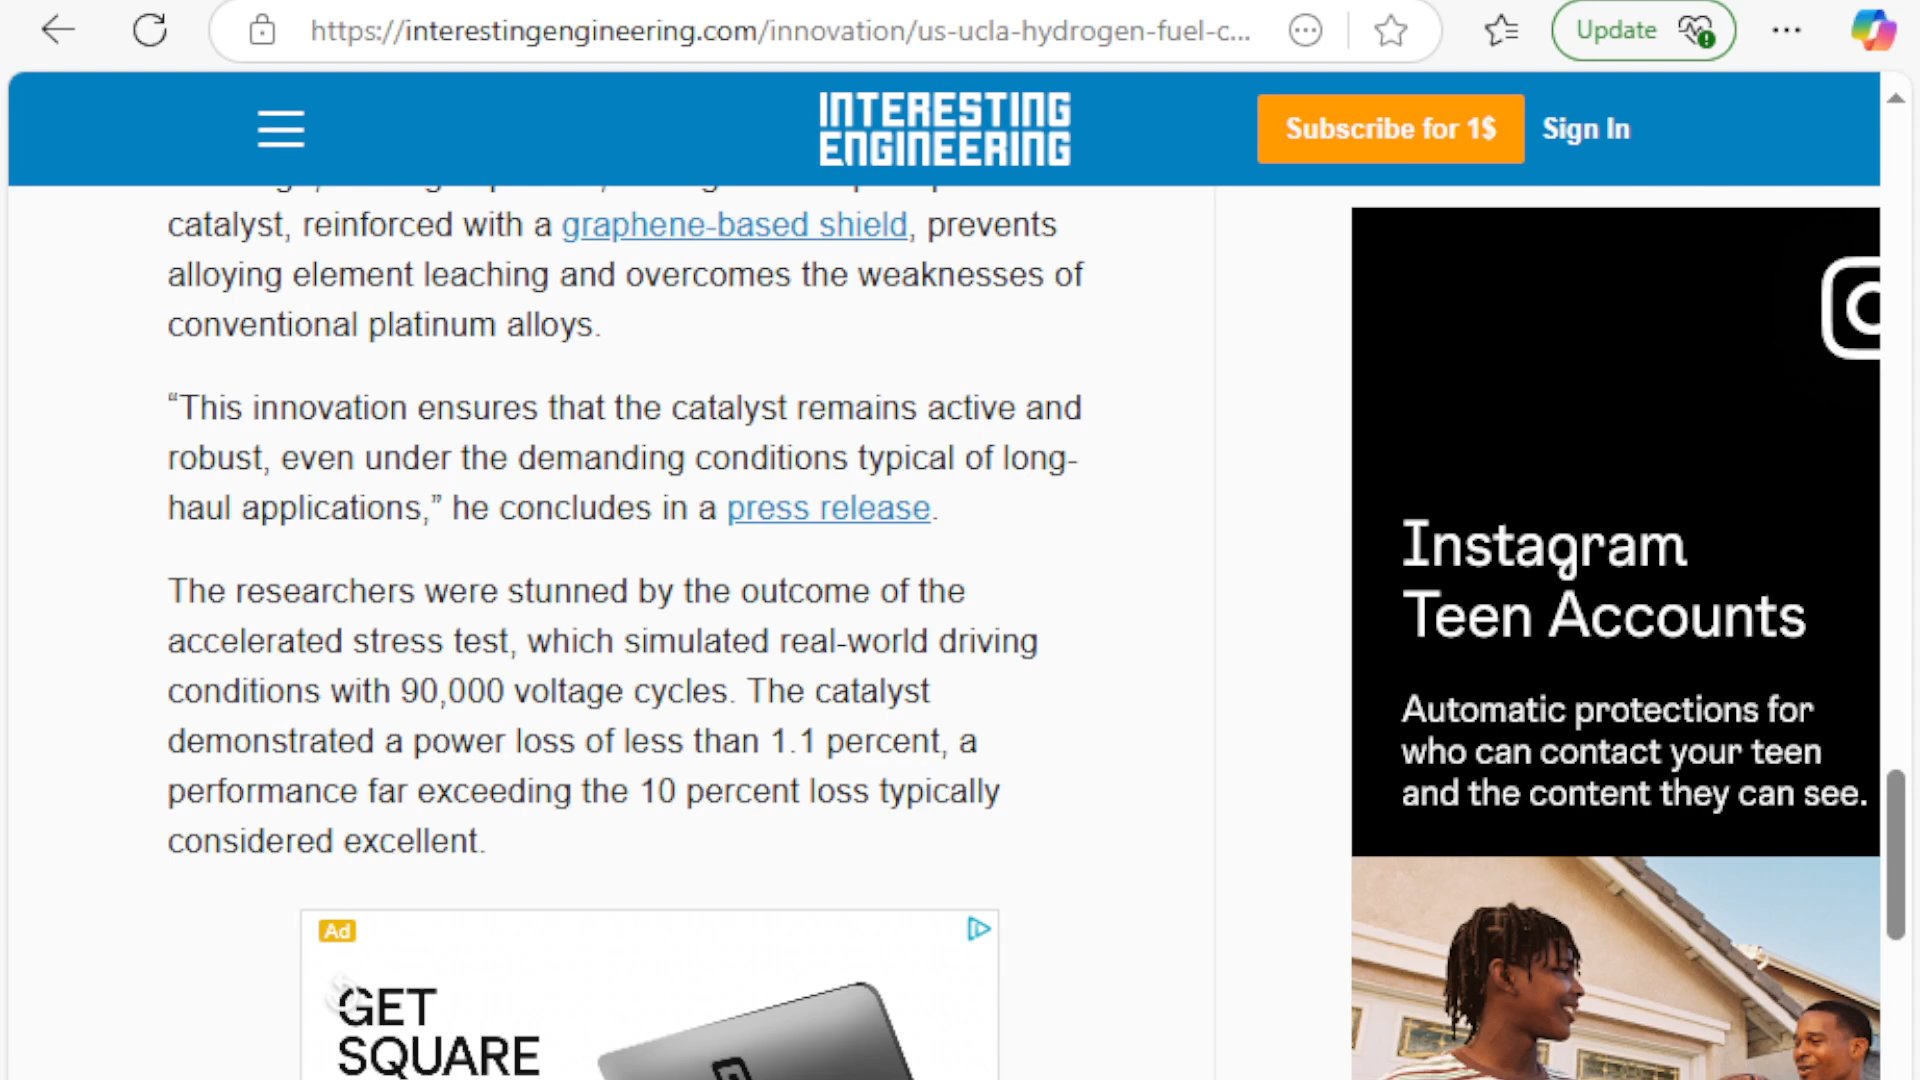 https://interestingengineering.com/innovation/us-ucla-hydrogen-fuel-c...
Update
INTERESTING
ENGINEERING
Subscribe for 1$
Sign In
catalyst, reinforced with a graphene-based shield, prevents
alloying element leaching and overcomes the weaknesses of
conventional platinum alloys.
“This innovation ensures that the catalyst remains active and
robust, even under the demanding conditions typical of long-
haul applications,” he concludes in a press release.
The researchers were stunned by the outcome of the
accelerated stress test, which simulated real-world driving
conditions with 90,000 voltage cycles. The catalyst
demonstrated a power loss of less than 1.1 percent, a
performance far exceeding the 10 percent loss typically
considered excellent.
Ad
GET
SQUARE
Instagram
Teen Accounts
Automatic protections for
who can contact your teen
and the content they can see.